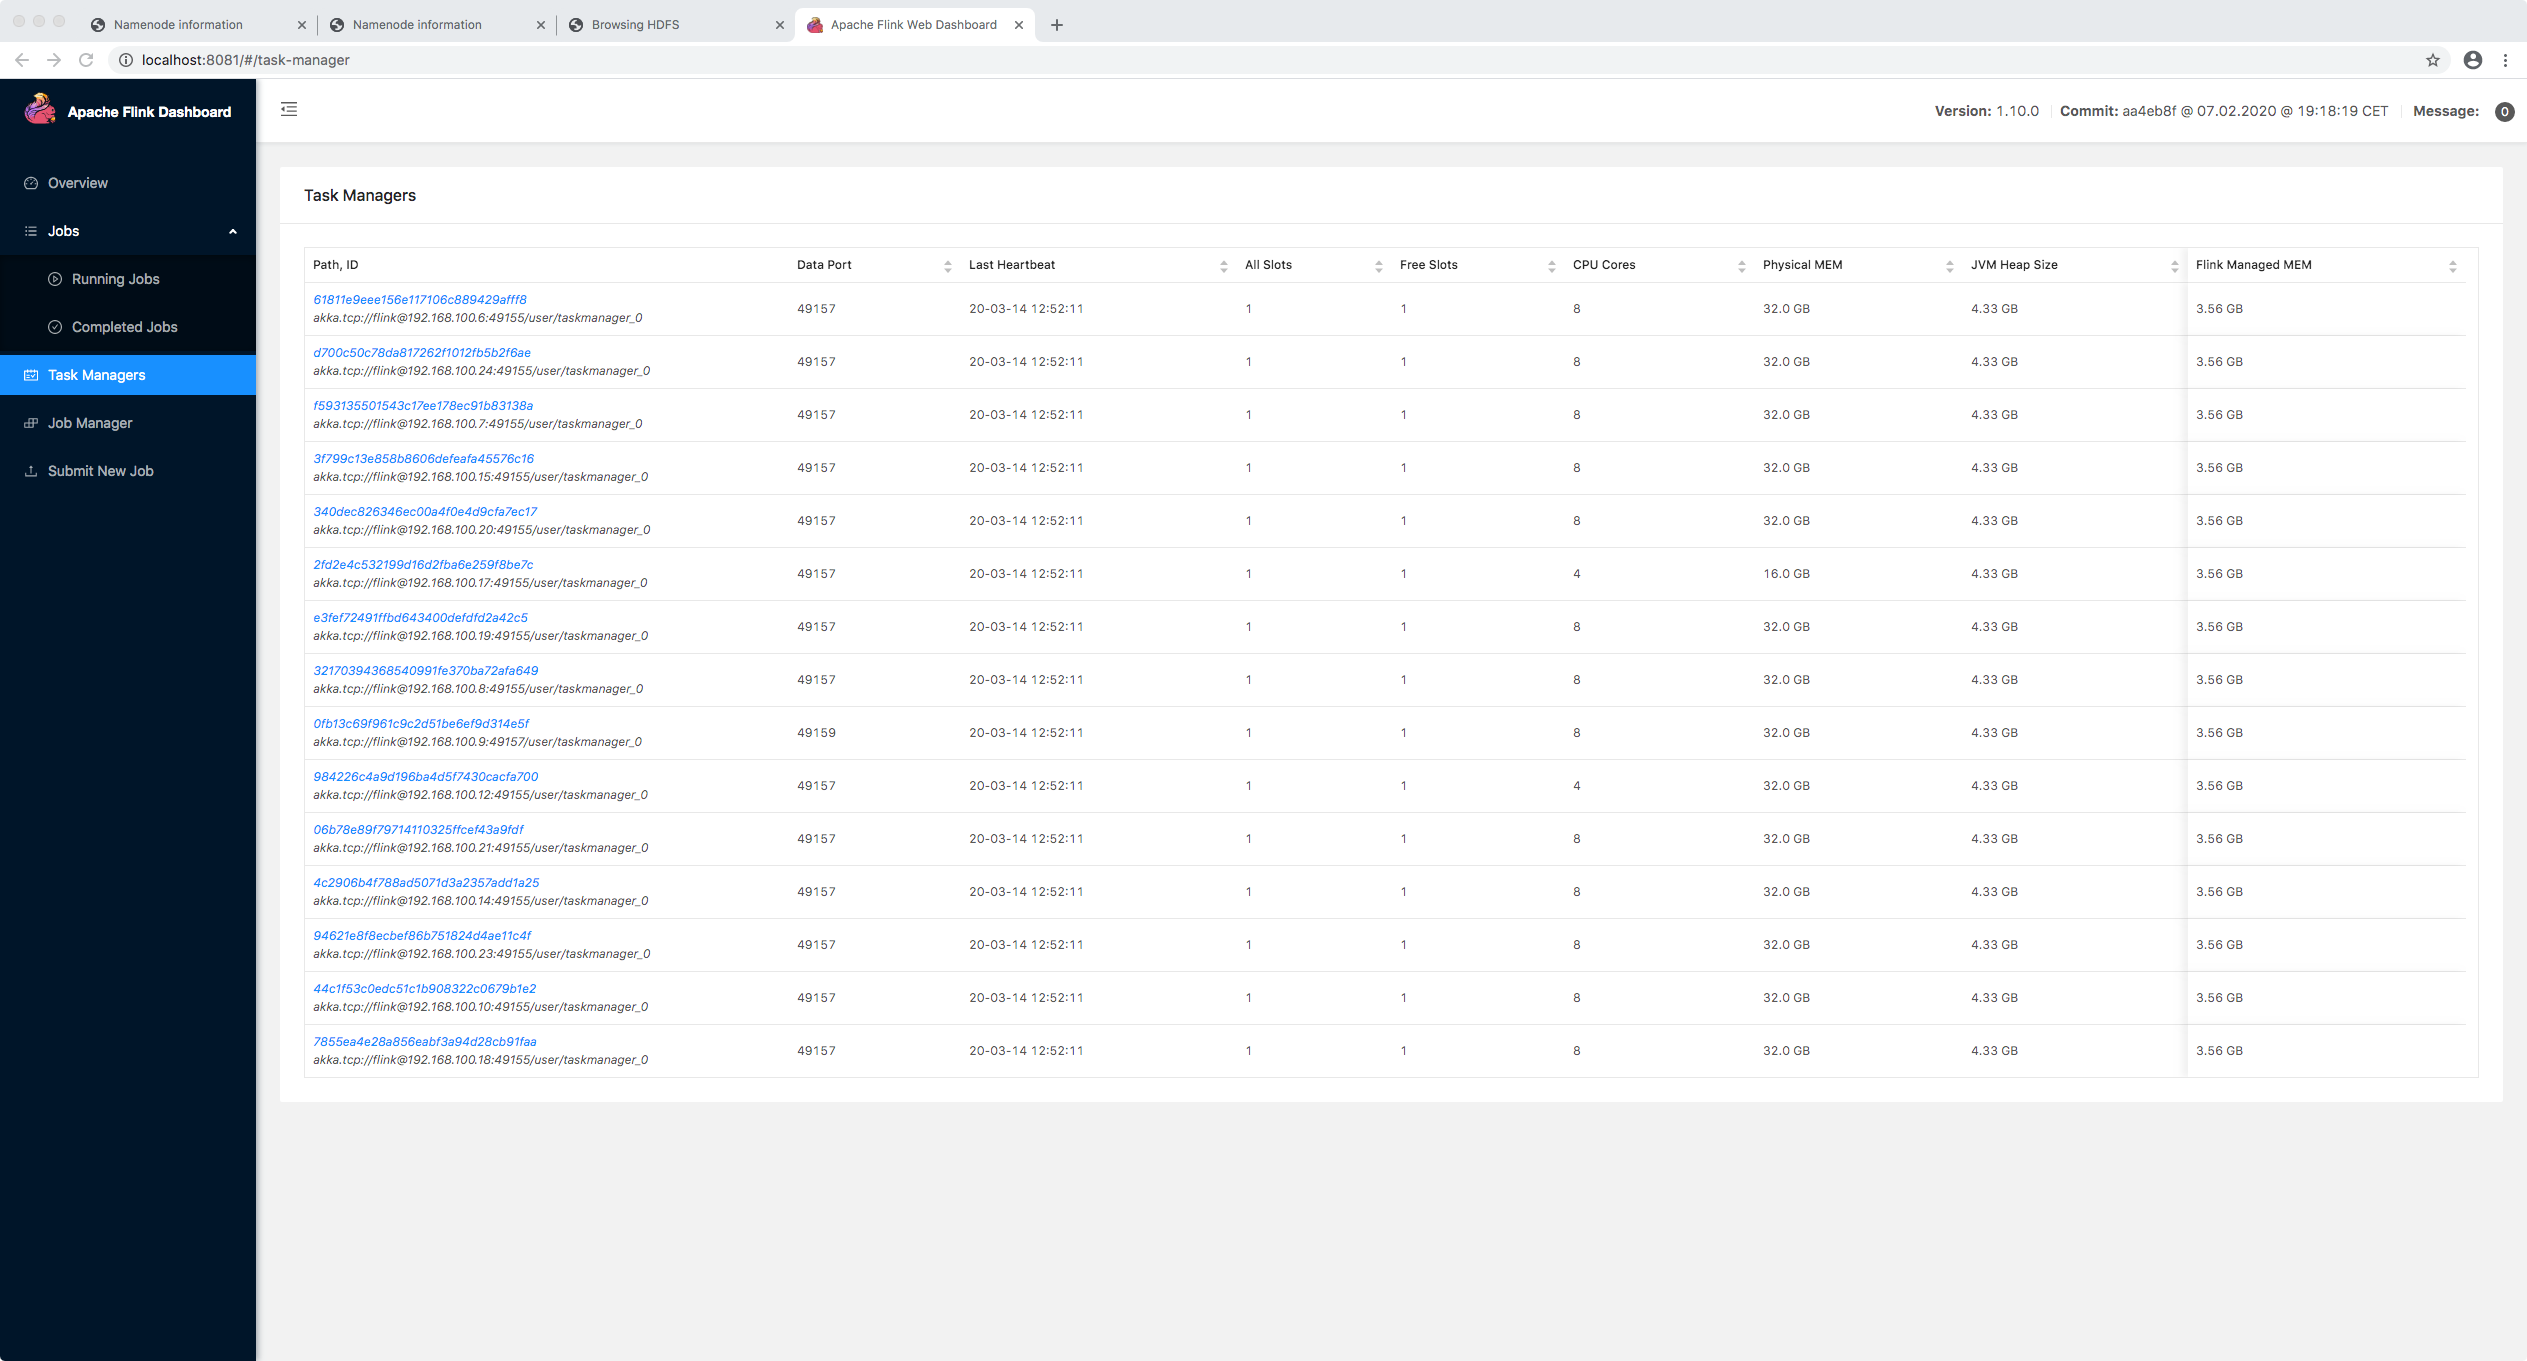 Namenode information
Namenode information
Browsing HDFS
Apache Flink Web Dashboard
localhost:8081/#/task-manager
Apache Flink Dashboard
Version: 1.10.0 Commit: aa4eb8f @ 07.02.2020 @ 19:18:19 CET Message: 0
Overview
Jobs
Running Jobs
Completed Jobs
Task Managers
Job Manager
Submit New Job
Task Managers
Path, ID Data Port Last Heartbeat All Slots Free Slots CPU Cores Physical MEM JVM Heap Size Flink Managed MEM
61811e9eee156e117106c889429afff8
akka.tcp://flink@192.168.100.6:49155/user/taskmanager_0
49157 20-03-14 12:52:11 1 1 8 32.0 GB 4.33 GB 3.56 GB
d700c50c78da817262f1012fb5b2f6ae
akka.tcp://flink@192.168.100.24:49155/user/taskmanager_0
49157 20-03-14 12:52:11 1 1 8 32.0 GB 4.33 GB 3.56 GB
f593135501543c17ee178ec91b83138a
akka.tcp://flink@192.168.100.7:49155/user/taskmanager_0
49157 20-03-14 12:52:11 1 1 8 32.0 GB 4.33 GB 3.56 GB
3f799c13e858b8606defeafa45576c16
akka.tcp://flink@192.168.100.15:49155/user/taskmanager_0
49157 20-03-14 12:52:11 1 1 8 32.0 GB 4.33 GB 3.56 GB
340dec826346ec00a4f0e4d9cfa7ec17
akka.tcp://flink@192.168.100.20:49155/user/taskmanager_0
49157 20-03-14 12:52:11 1 1 8 32.0 GB 4.33 GB 3.56 GB
2fd2e4c532199d16d2fba6e259f8be7c
akka.tcp://flink@192.168.100.17:49155/user/taskmanager_0
49157 20-03-14 12:52:11 1 1 4 16.0 GB 4.33 GB 3.56 GB
e3fef72491ffbd643400defdfd2a42c5
akka.tcp://flink@192.168.100.19:49155/user/taskmanager_0
49157 20-03-14 12:52:11 1 1 8 32.0 GB 4.33 GB 3.56 GB
32170394368540991fe370ba72afa649
akka.tcp://flink@192.168.100.8:49155/user/taskmanager_0
49157 20-03-14 12:52:11 1 1 8 32.0 GB 4.33 GB 3.56 GB
0fb13c69f961c9c2d51be6ef9d314e5f
akka.tcp://flink@192.168.100.9:49157/user/taskmanager_0
49159 20-03-14 12:52:11 1 1 8 32.0 GB 4.33 GB 3.56 GB
984226c4a9d196ba4d5f7430cacfa700
akka.tcp://flink@192.168.100.12:49155/user/taskmanager_0
49157 20-03-14 12:52:11 1 1 4 32.0 GB 4.33 GB 3.56 GB
06b78e89f79714110325ffcef43a9fdf
akka.tcp://flink@192.168.100.21:49155/user/taskmanager_0
49157 20-03-14 12:52:11 1 1 8 32.0 GB 4.33 GB 3.56 GB
4c2906b4f788ad5071d3a2357add1a25
akka.tcp://flink@192.168.100.14:49155/user/taskmanager_0
49157 20-03-14 12:52:11 1 1 8 32.0 GB 4.33 GB 3.56 GB
94621e8f8ecbef86b751824d4ae11c4f
akka.tcp://flink@192.168.100.23:49155/user/taskmanager_0
49157 20-03-14 12:52:11 1 1 8 32.0 GB 4.33 GB 3.56 GB
44c1f53c0edc51c1b908322c0679b1e2
akka.tcp://flink@192.168.100.10:49155/user/taskmanager_0
49157 20-03-14 12:52:11 1 1 8 32.0 GB 4.33 GB 3.56 GB
7855ea4e28a856eabf3a94d28cb91faa
akka.tcp://flink@192.168.100.18:49155/user/taskmanager_0
49157 20-03-14 12:52:11 1 1 8 32.0 GB 4.33 GB 3.56 GB